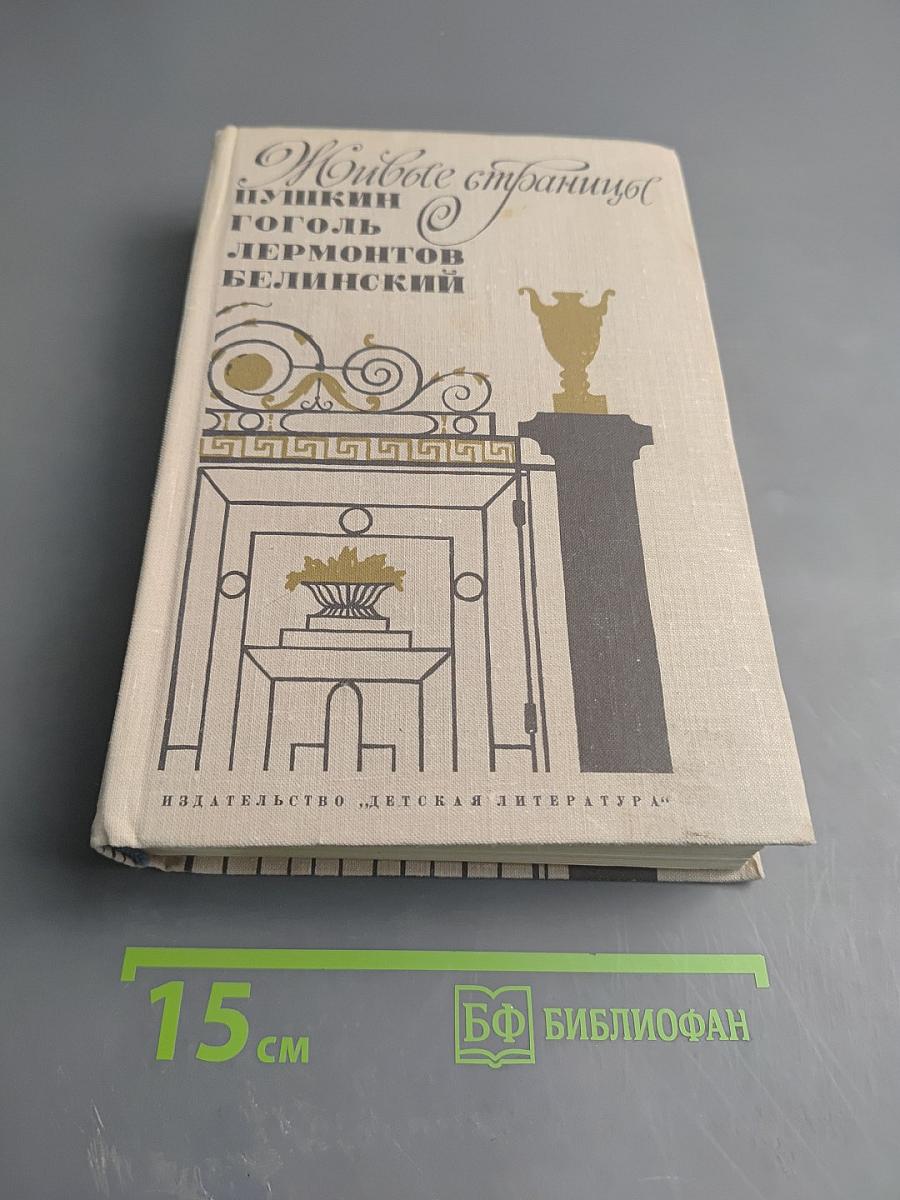 Живые страницы
ПУШКИН
ГОГОЛЬ
ЛЕРМОНТОВ
БЕЛИНСКИЙ
ИЗДАТЕЛЬСТВО „ДЕТСКАЯ ЛИТЕРАТУРА“
15 см
БФ БИБЛИОФАН